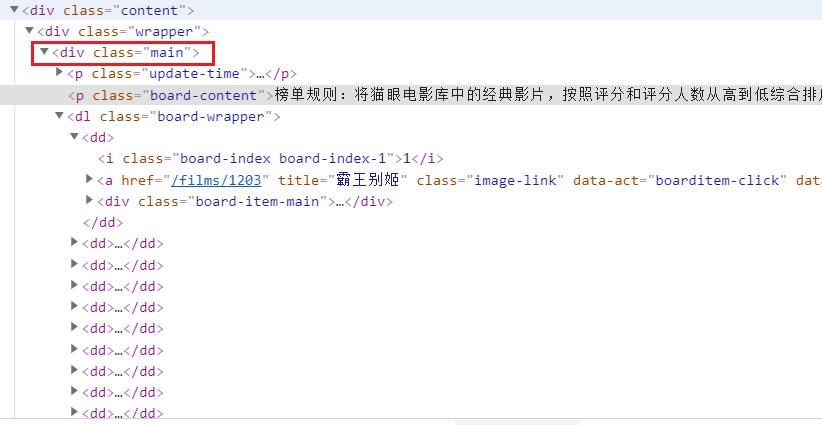 <div class="content">
<div class="wrapper">
<div class="main">
<p class="update-time">…</p>
<p class="board-content">榜单规则：将猫眼电影库中的经典影片，按照评分和评分人数从高到低综合排
<dl class="board-wrapper">
<dd>
<i class="board-index board-index-1">1</i>
<a href="/films/1203" title="霸王别姬" class="image-link" data-act="boarditem-click" dat
<div class="board-item-main">…</div>
</dd>
<dd>…</dd>
<dd>…</dd>
<dd>…</dd>
<dd>…</dd>
<dd>…</dd>
<dd>…</dd>
<dd>…</dd>
<dd>…</dd>
<dd>…</dd>